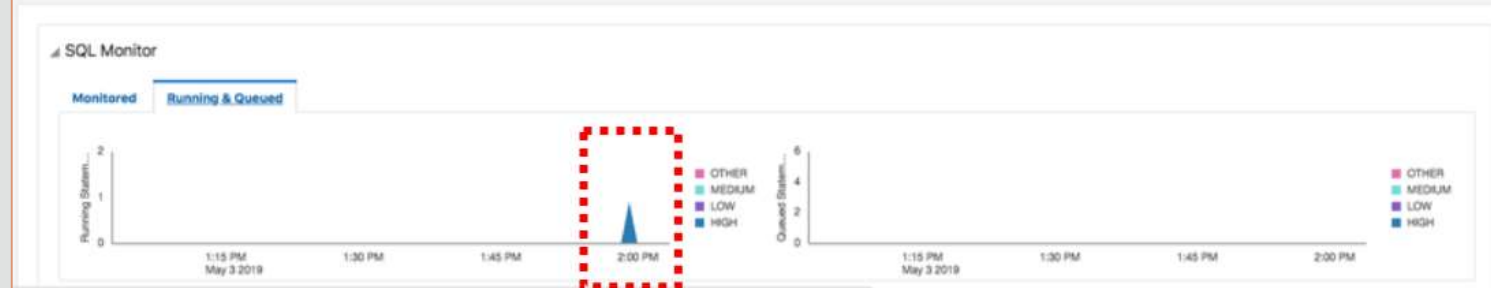 SQL Monitor
Monitored
Running & Queued
Running Statem...
2
1
0
1:15 PM
May 3 2019
1:30 PM
1:45 PM
2:00 PM
OTHER
MEDIUM
LOW
HIGH
Queued Statem...
6
4
2
0
1:15 PM
May 3 2019
1:30 PM
1:45 PM
2:00 PM
OTHER
MEDIUM
LOW
HIGH